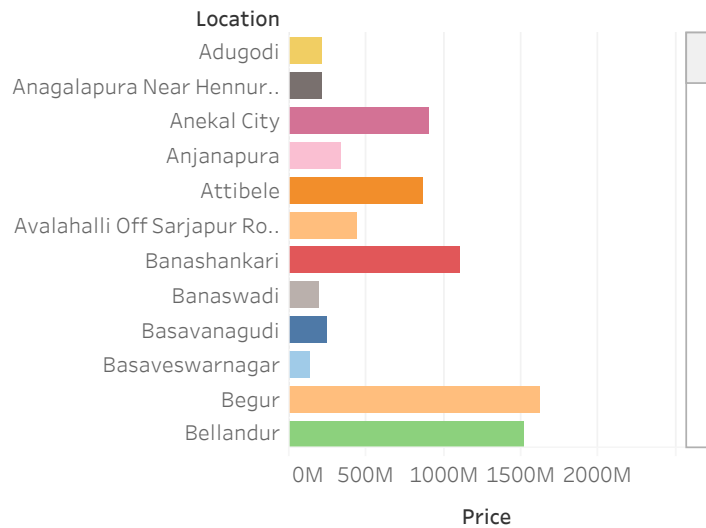 Location
Adugodi
Anagalapura Near Hennur..
Anekal City
Anjanapura
Attibele
Avalahalli Off Sarjapur Ro..
Banashankari
Banaswadi
Basavanagudi
Basaveswarnagar
Begur
Bellandur
0M 500M 1000M 1500M 2000M
Price